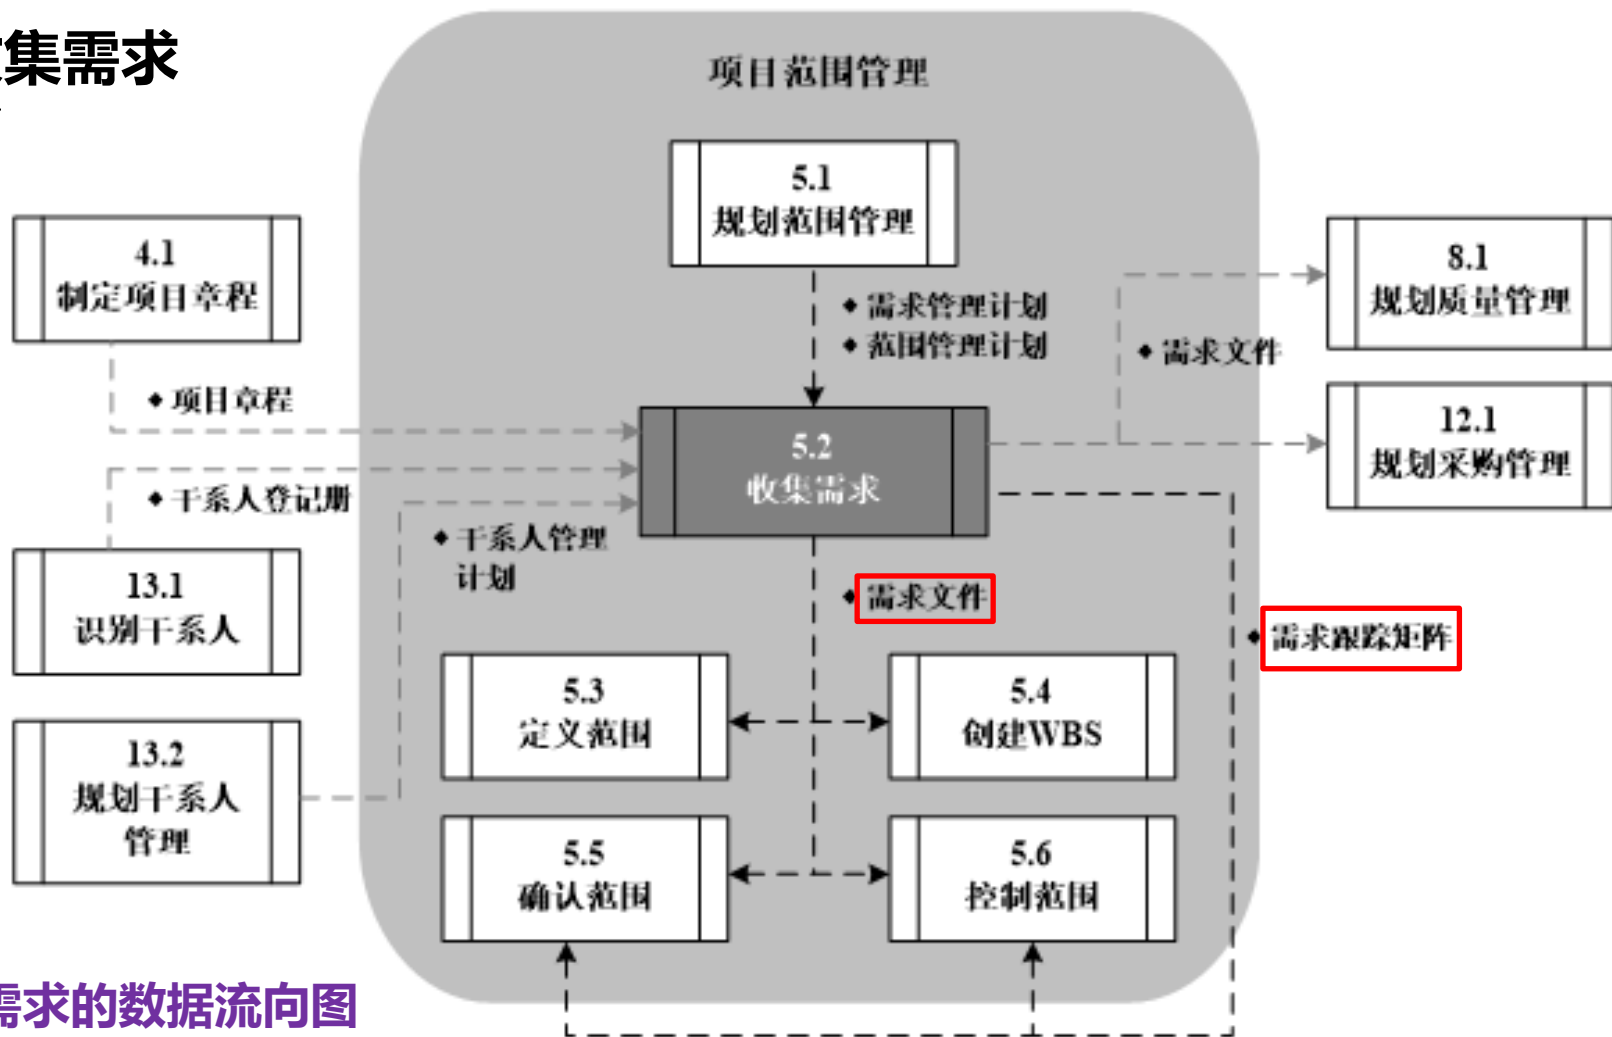 集需求
项目范围管理
5.1
规划范围管理
4.1
制定项目章程
8.1
规划质量管理
◆ 需求管理计划
◆ 范围管理计划
◆ 需求文件
◆ 项目章程
12.1
规划采购管理
5.2
收集需求
◆ 干系人登记册
◆ 干系人管理
计划
13.1
识别干系人
◆ 需求文件
◆ 需求跟踪矩阵
5.3
定义范围
5.4
创建WBS
13.2
规划干系人
管理
5.5
确认范围
5.6
控制范围
需求的数据流向图